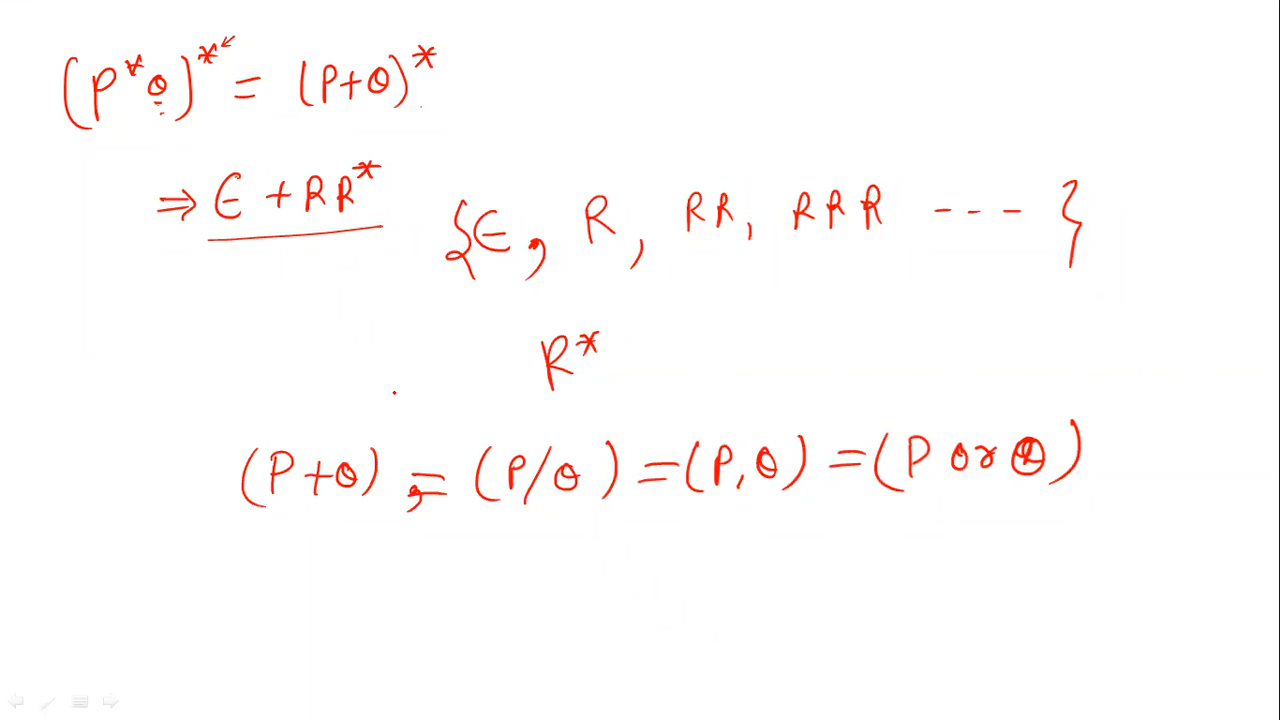 (P*Q)** = (P+Q)*
⇒ ∈ + RR* {∈, R, RR, RRR --- }
R*
(P+Q), = (P/Q) = (P,Q) = (P or Q)